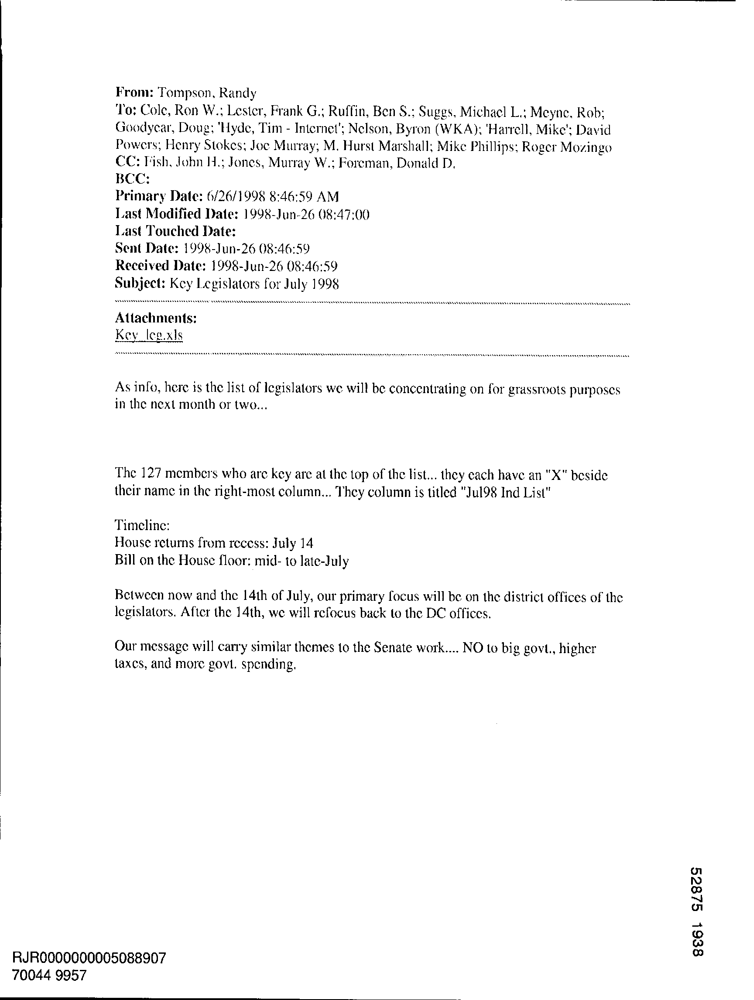 From: Tompson, Randy
To: Cole, Ron W.; Lester, Frank G.; Ruffin, Ben S.; Suggs, Michael L.; Meyne, Rob;
Goodyear, Doug; 'Hyde, Tim - Internet'; Nelson, Byron (WKA); 'Harrell, Mike'; David
Powers; Henry Stokes; Joe Murray; M. Hurst Marshall; Mike Phillips; Roger Mozingo
CC: Fish, John H.; Jones, Murray W.; Foreman, Donald D.
BCC:
Primary Date: 6/26/1998 8:46:59 AM
Last Modified Date: 1998-Jun-26 08:47:00
Last Touched Date:
Sent Date: 1998-Jun-26 08:46:59
Received Date: 1998-Jun-26 08:46:59
Subject: Key Legislators for July 1998
Attachments:
Key_leg.xls
As info, here is the list of legislators we will be concentrating on for grassroots purposes
in the next month or two...
The 127 members who are key are at the top of the list... they each have an "X" beside
their name in the right-most column... They column is titled "Jul98 Ind List"
Timeline:
House returns from recess: July 14
Bill on the House floor: mid- to late-July
Between now and the 14th of July, our primary focus will be on the district offices of the
legislators. After the 14th, we will refocus back to the DC offices.
Our message will carry similar themes to the Senate work.... NO to big govt., higher
taxes, and more govt. spending.
52875 1938
RJR0000000005088907
70044 9957